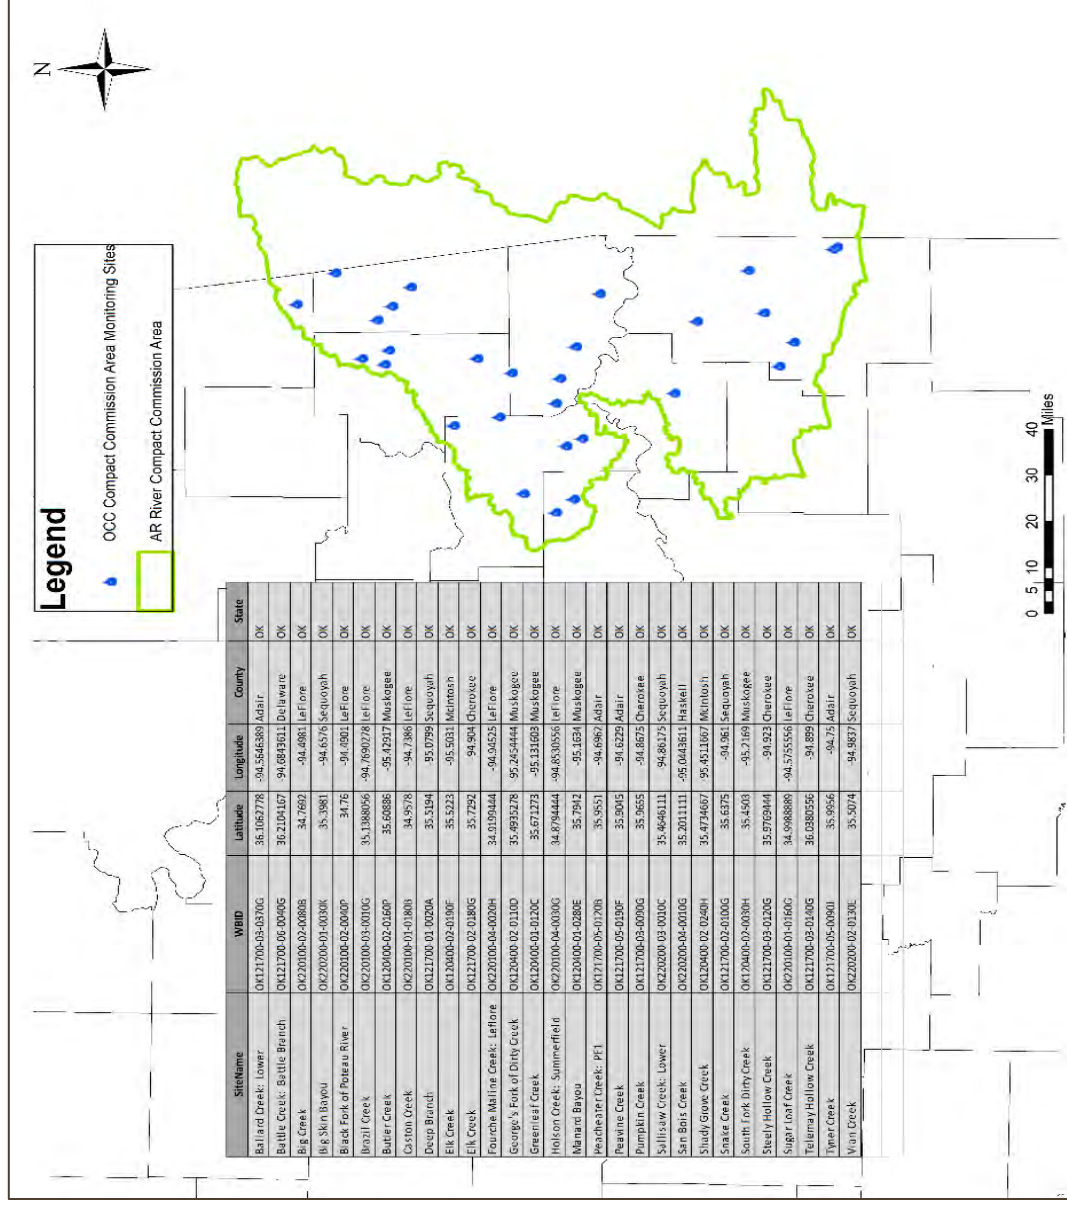 N
Legend
OCC Compact Commission Area Monitoring Sites
AR River Compact Commission Area
SiteName WBID Latitude Longitude County State
Ballard Creek: Lower OK121700-03-0370G 36.1062778 -94.5646389 Adair OK
Battle Creek: Battle Branch OK121700-06-0040G 36.2104167 -94.6843611 Delaware OK
Big Creek OK220100-02-0080B 34.7692 -94.4981 LeFlore OK
Big Skin Bayou OK220200-01-0030K 35.3981 -94.6576 Sequoyah OK
Black Fork of Poteau River OK220100-02-0040P 34.76 -94.4901 LeFlore OK
Brazil Creek OK220100-03-0010G 35.1388056 -94.7690278 LeFlore OK
Butler Creek OK120400-02-0160P 35.60886 -95.42917 Muskogee OK
Caston Creek OK220100-01-0180B 34.9578 -94.7386 LeFlore OK
Deep Branch OK121700-01-0020A 35.5194 -95.0799 Sequoyah OK
Elk Creek OK120400-02-0190F 35.5223 -95.5031 McIntosh OK
Elk Creek OK121700-02-0180G 35.7292 -94.904 Cherokee OK
Fourche Maline Creek: Leflore OK220100-04-0020H 34.9199444 -94.94525 LeFlore OK
George's Fork of Dirty Creek OK120400-02-0110D 35.4935278 -95.2454444 Muskogee OK
Greenleaf Creek OK120400-01-0120C 35.671273 -95.131603 Muskogee OK
Holson Creek: Summerfield OK220100-04-0030G 34.8794444 -94.8530556 LeFlore OK
Manard Bayou OK120400-01-0280E 35.7942 -95.1634 Muskogee OK
Peacheater Creek: PE1 OK121700-05-0120B 35.9551 -94.6967 Adair OK
Peavine Creek OK121700-05-0190F 35.9045 -94.6229 Adair OK
Pumpkin Creek OK121700-03-0090G 35.9655 -94.8675 Cherokee OK
Sallisaw Creek: Lower OK220200-03-0010C 35.4646111 94.86175 Sequoyah OK
San Bois Creek OK220200-04-0010G 35.2011111 -95.0443611 Haskell OK
Shady Grove Creek OK120400-02-0240H 35.4734667 -95.4511667 McIntosh OK
Snake Creek OK121700-02-0100G 35.6375 -94.961 Sequoyah OK
South Fork Dirty Creek OK120400-02-0030H 35.4503 -95.2169 Muskogee OK
Steely Hollow Creek OK121700-03-0120G 35.9769444 -94.923 Cherokee OK
Sugar Loaf Creek OK220100-01-0160G 34.9988889 -94.5755556 LeFlore OK
Telemay Hollow Creek OK121700-03-0140G 36.0380556 -94.899 Cherokee OK
Tyner Creek OK121700-05-0090J 35.9956 -94.75 Adair OK
Vian Creek OK220200-02-0130E 35.5074 -94.9837 Sequoyah OK
0 5 10 20 30 40
Miles